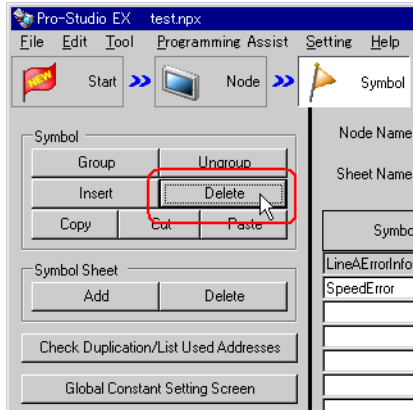 Pro-Studio EX test.npx
File Edit Tool Programming Assist Setting Help
NEW Start Node Symbol
Symbol
Group Ungroup
Insert Delete
Copy Cut Paste
Symbol Sheet
Add Delete
Check Duplication/List Used Addresses
Global Constant Setting Screen
Node Name
Sheet Name
Symbo
LineAErrorInfo
SpeedError